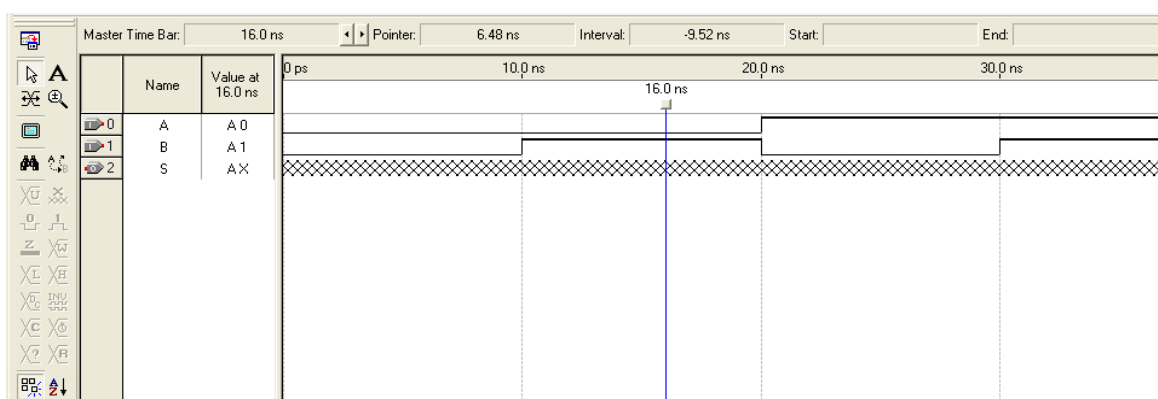 Master Time Bar: 16.0 ns Pointer: 6.48 ns Interval: -9.52 ns Start: End:
A
Name Value at 16.0 ns
0 ps 10.0 ns 20.0 ns 30.0 ns
16.0 ns
0 A A 0
1 B A 1
2 S A X